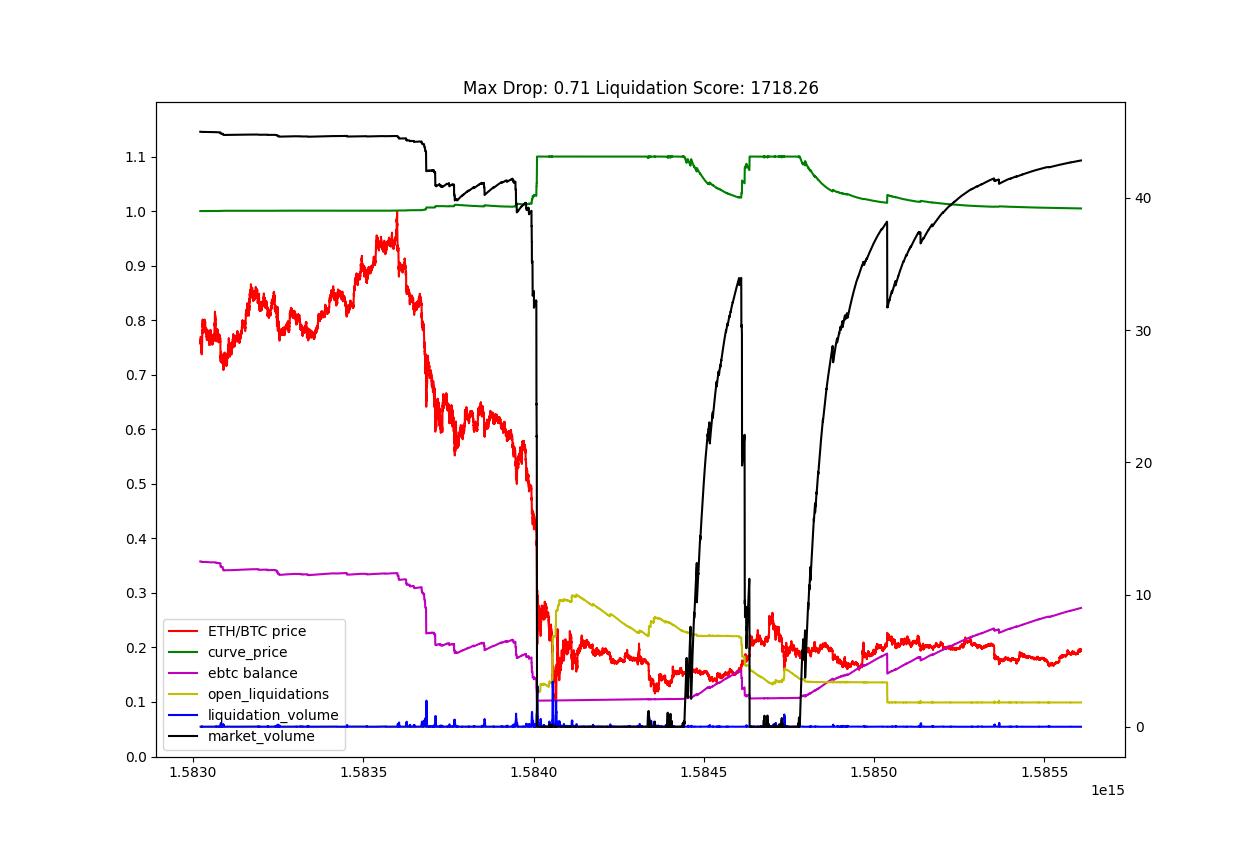 Max Drop: 0.71 Liquidation Score: 1718.26
1.1
1.0
0.9
0.8
0.7
0.6
0.5
0.4
0.3
0.2
0.1
0.0
40
30
20
10
0
ETH/BTC price
curve_price
ebtc balance
open_liquidations
liquidation_volume
market_volume
1.5830
1.5835
1.5840
1.5845
1.5850
1.5855
1e15